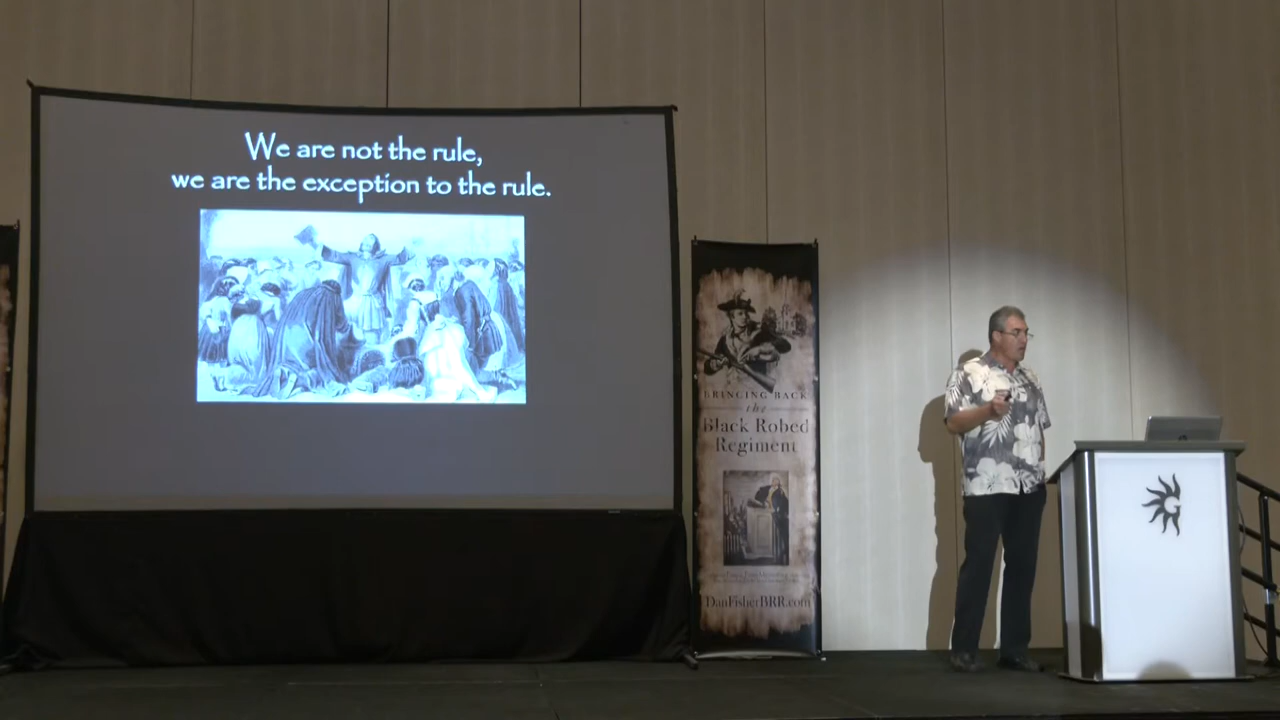 We are not the rule,
we are the exception to the rule.
BRINGING BACK
the
Black Robed
Regiment
DanFisherBRR.com